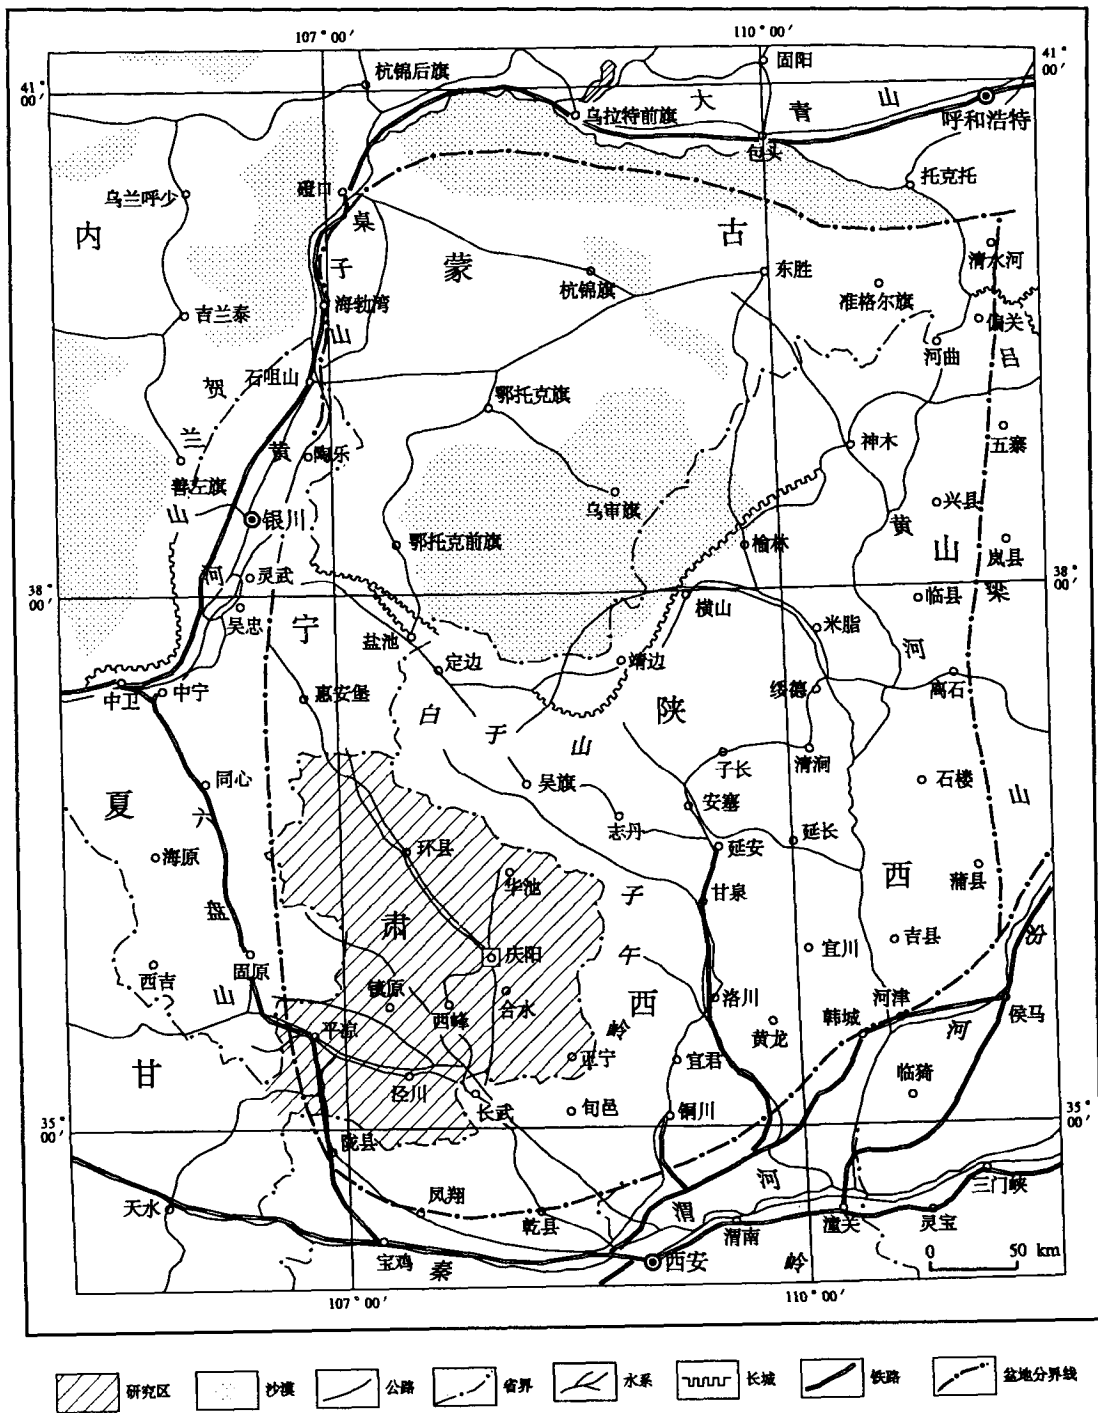 107°00′
110°00′
41°00′
41°00′
杭锦后旗
固阳
大青山
呼和浩特
乌拉特前旗
包头
托克托
乌兰呼少
磴口
内
蒙
古
桌子山
清水河
杭锦旗
东胜
准格尔旗
吉兰泰
海勃湾
偏关
河曲
吕
梁
山
石咀山
贺
兰
山
鄂托克旗
黄
河
陶乐
神木
五寨
善左旗
乌审旗
兴县
黄
河
山
银川
鄂托克前旗
榆林
岚县
38°00′
38°00′
灵武
吴忠
宁
横山
临县
米脂
盐池
定边
靖边
中卫
中宁
惠安堡
白于山
陕
绥德
离石
子长
清涧
同心
吴旗
石楼
夏
六
盘
山
安塞
志丹
延安
延长
海原
环县
华池
甘泉
西
蒲县
肃
子
午
岭
庆阳
宜川
吉县
汾
河
固原
西吉
镇原
西峰
合水
西
洛川
河津
韩城
侯马
黄龙
平凉
甘
泾川
正宁
宜君
临猗
长武
旬邑
铜川
35°00′
35°00′
陇县
凤翔
乾县
渭
河
三门峡
天水
渭南
潼关
灵宝
宝鸡
秦
岭
西安
0 50 km
107°00′
110°00′
研究区 沙漠 公路 省界 水系 长城 铁路 盆地分界线